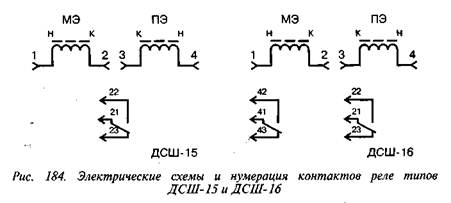 МЭ ПЭ МЭ ПЭ
Н К К Н Н К К Н
1 2 3 4 1 2 3 4
22 42 22
21 41 21
23 43 23
ДСШ-15 ДСШ-16
Рис. 184. Электрические схемы и нумерация контактов реле типов
ДСШ-15 и ДСШ-16